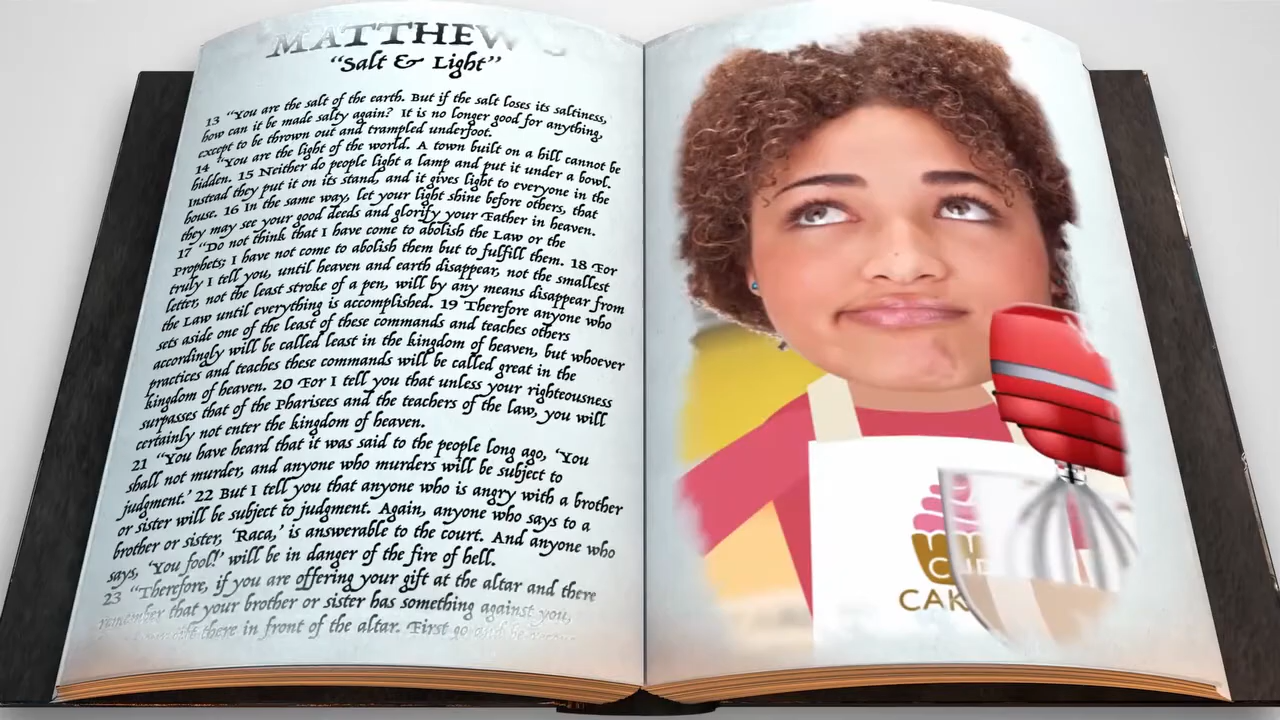 MATTHEW 5
“Salt & Light”
13 “You are the salt of the earth. But if the salt loses its saltiness,
how can it be made salty again? It is no longer good for anything,
except to be thrown out and trampled underfoot.
14 “You are the light of the world. A town built on a hill cannot be
hidden. 15 Neither do people light a lamp and put it under a bowl.
Instead they put it on its stand, and it gives light to everyone in the
house. 16 In the same way, let your light shine before others, that
they may see your good deeds and glorify your Father in heaven.
17 “Do not think that I have come to abolish the Law or the
Prophets; I have not come to abolish them but to fulfill them. 18 For
truly I tell you, until heaven and earth disappear, not the smallest
letter, not the least stroke of a pen, will by any means disappear from
the Law until everything is accomplished. 19 Therefore anyone who
sets aside one of the least of these commands and teaches others
accordingly will be called least in the kingdom of heaven, but whoever
practices and teaches these commands will be called great in the
kingdom of heaven. 20 For I tell you that unless your righteousness
surpasses that of the Pharisees and the teachers of the law, you will
certainly not enter the kingdom of heaven.
21 “You have heard that it was said to the people long ago, ‘You
shall not murder, and anyone who murders will be subject to
judgment.’ 22 But I tell you that anyone who is angry with a brother
or sister will be subject to judgment. Again, anyone who says to a
brother or sister, ‘Raca,’ is answerable to the court. And anyone who
says, ‘You fool!’ will be in danger of the fire of hell.
23 “Therefore, if you are offering your gift at the altar and there
remember that your brother or sister has something against you,
there in front of the altar. First go and be
CUP
CAK